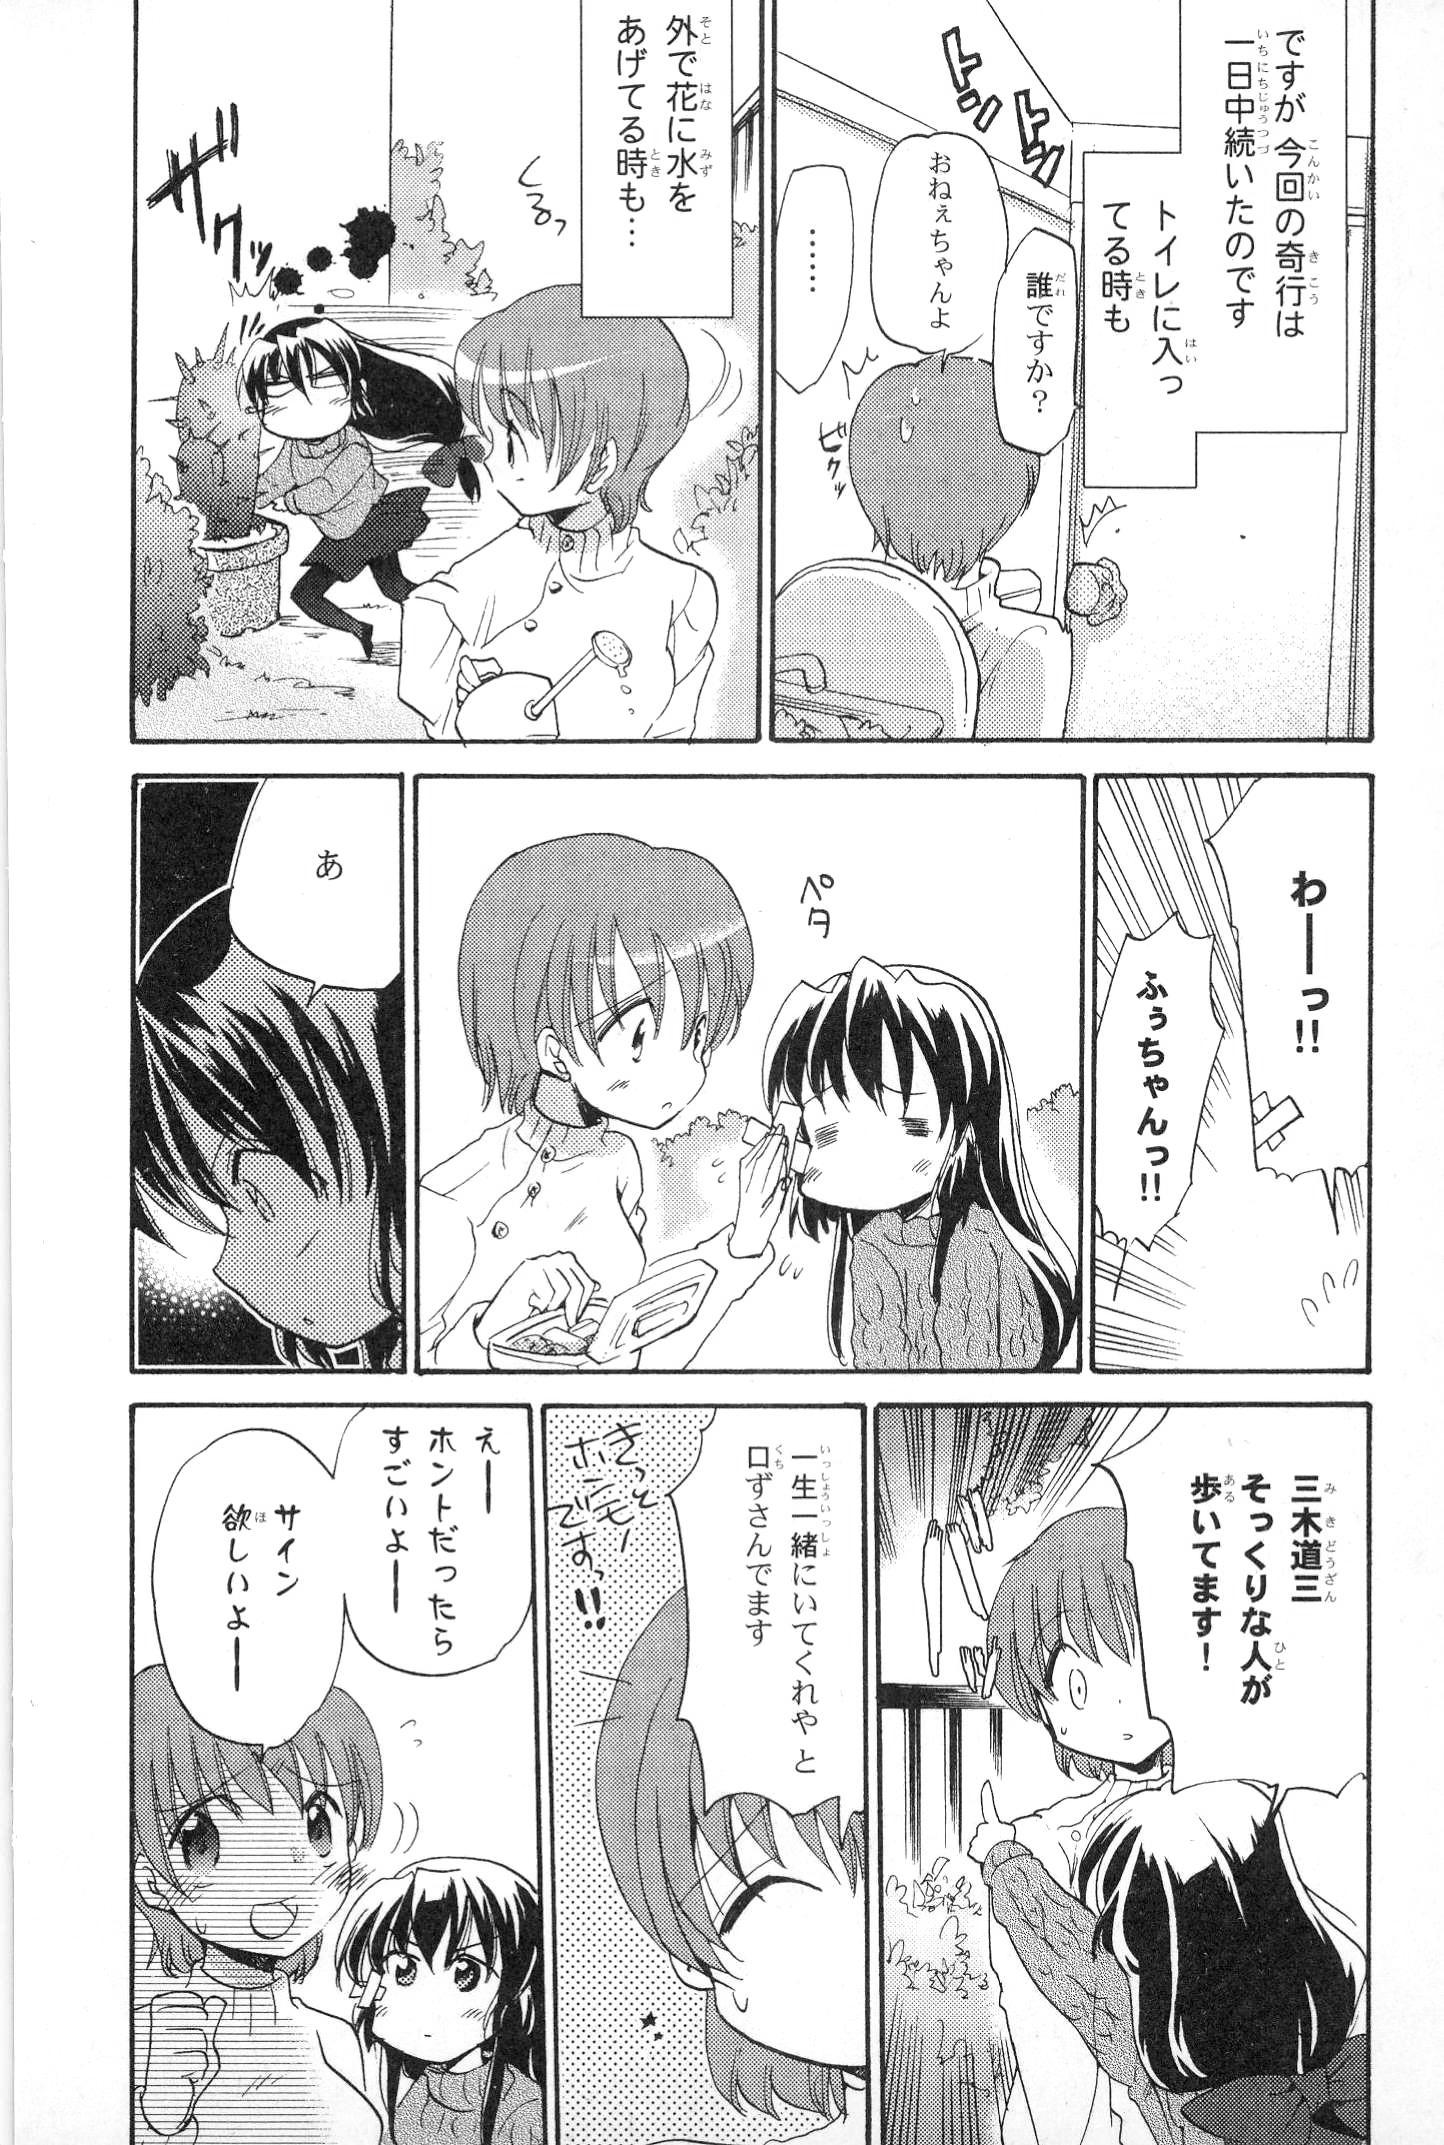 ですが 今回の奇行は
一日中続いたのです
トイレに入っ
てる時も
トントン
誰ですか?
おねぇちゃんよ
……
ビクッ
外で花に水を
あげてる時も…
くるっ
ザクザクッ
わーっ!!
ふぅちゃんっ!!
ペタ
あ
三木道三
そっくりな人が
歩いてます!
一生一緒にいてくれや と
口ずさんでます
きっと
ホンモノ
ですっ!!
えー
ホントだったら
すごいよー
サイン
欲しいよー